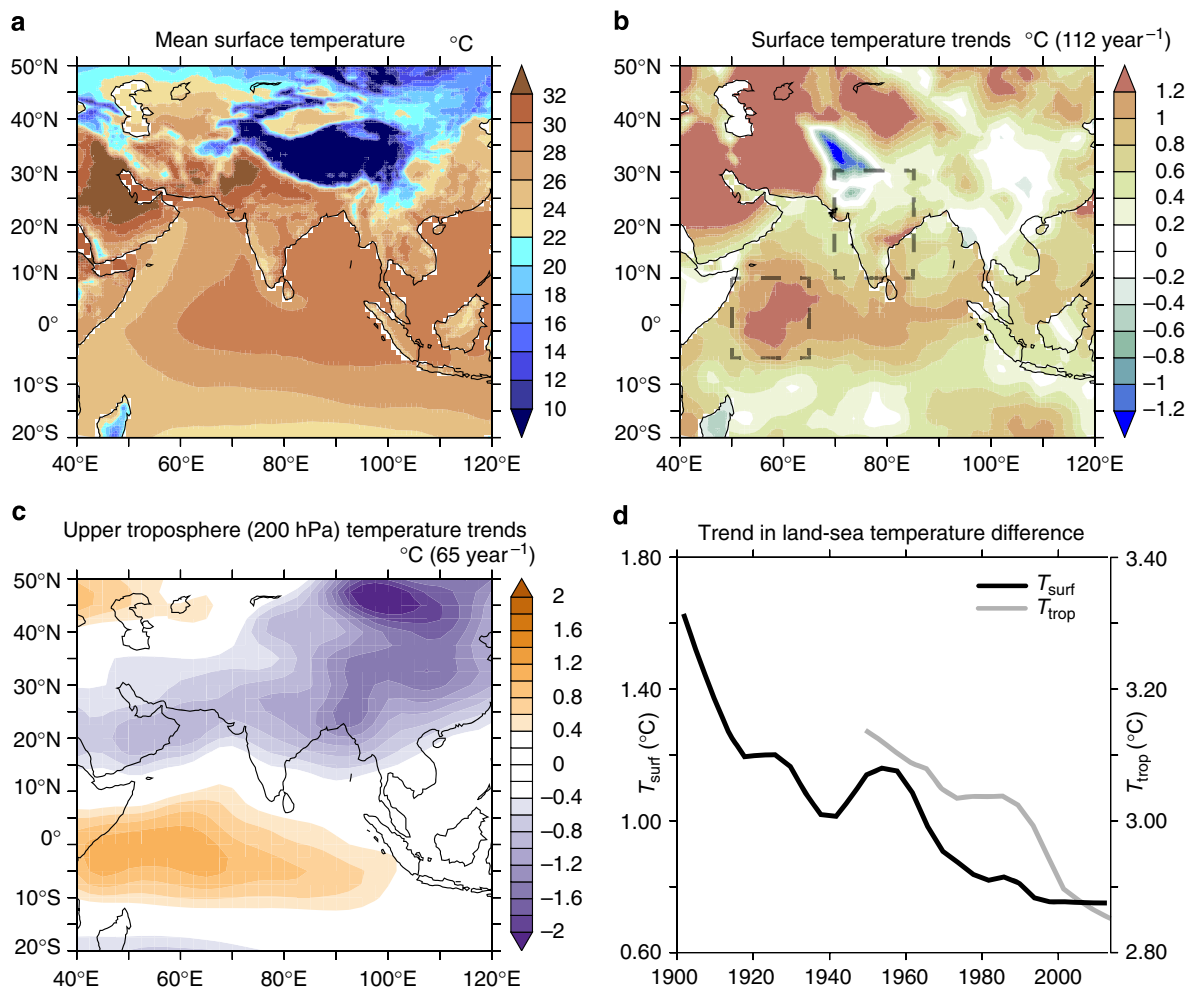 a
Mean surface temperature °C
50°N
40°N
30°N
20°N
10°N
0°
10°S
20°S
40°E 60°E 80°E 100°E 120°E
32
30
28
26
24
22
20
18
16
14
12
10
b
Surface temperature trends °C (112 year−1)
50°N
40°N
30°N
20°N
10°N
0°
10°S
20°S
40°E 60°E 80°E 100°E 120°E
1.2
1
0.8
0.6
0.4
0.2
0
−0.2
−0.4
−0.6
−0.8
−1
−1.2
c
Upper troposphere (200 hPa) temperature trends
°C (65 year−1)
50°N
40°N
30°N
20°N
10°N
0°
10°S
20°S
40°E 60°E 80°E 100°E 120°E
2
1.6
1.2
0.8
0.4
0
−0.4
−0.8
−1.2
−1.6
−2
d
Trend in land-sea temperature difference
1.80
1.40
1.00
0.60
Tsurf (°C)
Tsurf
Ttrop
3.40
3.20
3.00
2.80
Ttrop (°C)
1900 1920 1940 1960 1980 2000